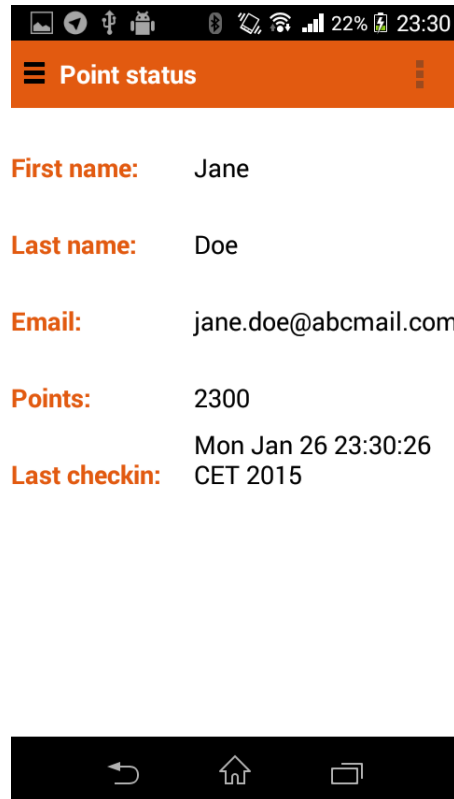 22% 23:30
Point status
First name: Jane
Last name: Doe
Email: jane.doe@abcmail.com
Points: 2300
Mon Jan 26 23:30:26
Last checkin: CET 2015